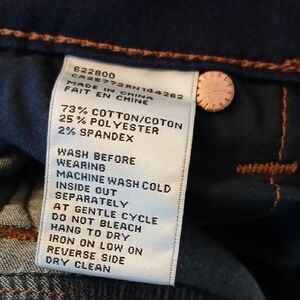 622800
CA25772RN144262
MADE IN CHINA
FAIT EN CHINE
73% COTTON/COTON
25% POLYESTER
2% SPANDEX
WASH BEFORE
WEARING
MACHINE WASH COLD
INSIDE OUT
SEPARATELY
AT GENTLE CYCLE
DO NOT BLEACH
HANG TO DRY
IRON ON LOW ON
REVERSE SIDE
DRY CLEAN